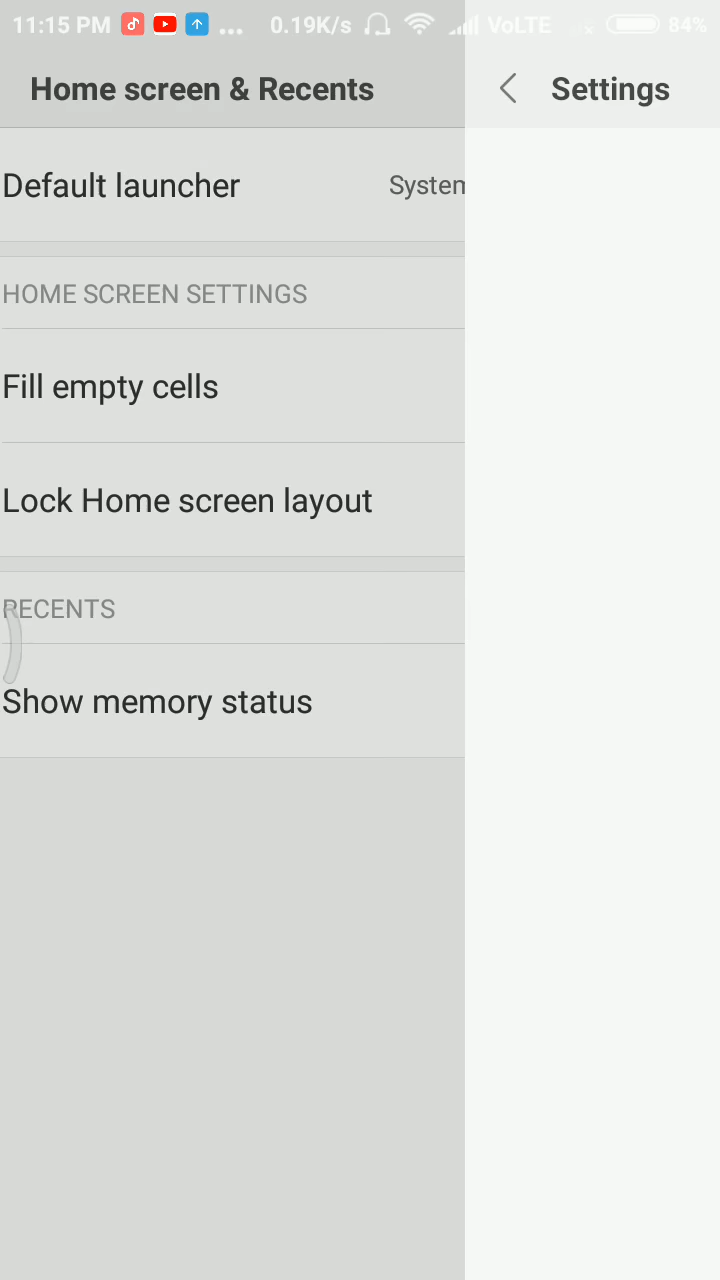 11:15 PM ... 0.19K/s VoLTE 84%
Home screen & Recents
Settings
Default launcher
System
HOME SCREEN SETTINGS
Fill empty cells
Lock Home screen layout
RECENTS
Show memory status